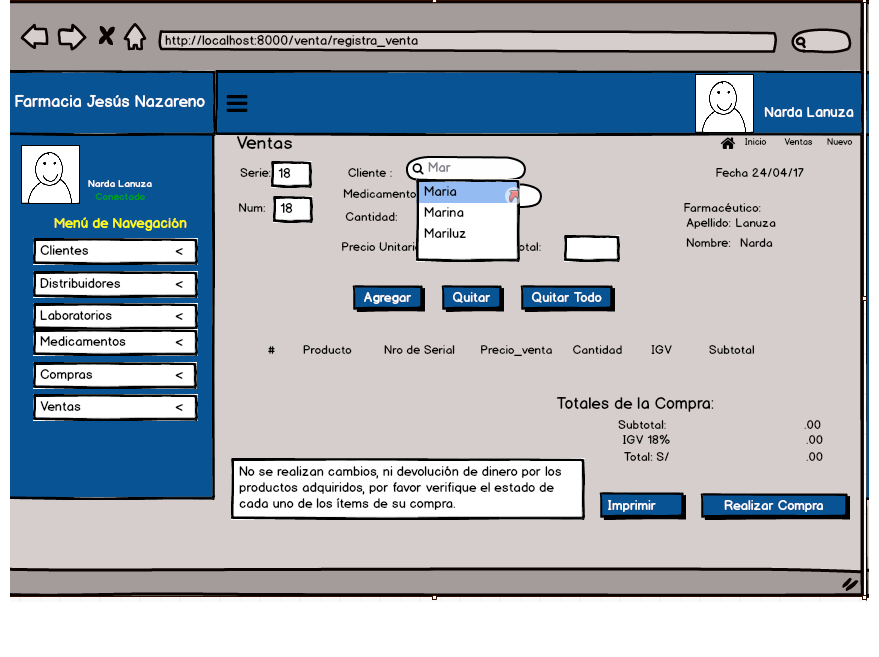 http://localhost:8000/venta/registra_venta
Farmacia Jesús Nazareno
Narda Lanuza
Ventas
Inicio Ventas Nuevo
Narda Lanuza
Conectado
Menú de Navegación
Clientes <
Distribuidores <
Laboratorios <
Medicamentos <
Compras <
Ventas <
Serie: 18
Num: 18
Cliente : Mar
Maria
Marina
Mariluz
Medicamento
Cantidad:
Precio Unitari
otal:
Fecha 24/04/17
Farmacéutico:
Apellido: Lanuza
Nombre: Narda
Agregar Quitar Quitar Todo
# Producto Nro de Serial Precio_venta Cantidad IGV Subtotal
Totales de la Compra:
Subtotal: .00
IGV 18% .00
Total: S/ .00
No se realizan cambios, ni devolución de dinero por los
productos adquiridos, por favor verifique el estado de
cada uno de los ítems de su compra.
Imprimir Realizar Compra